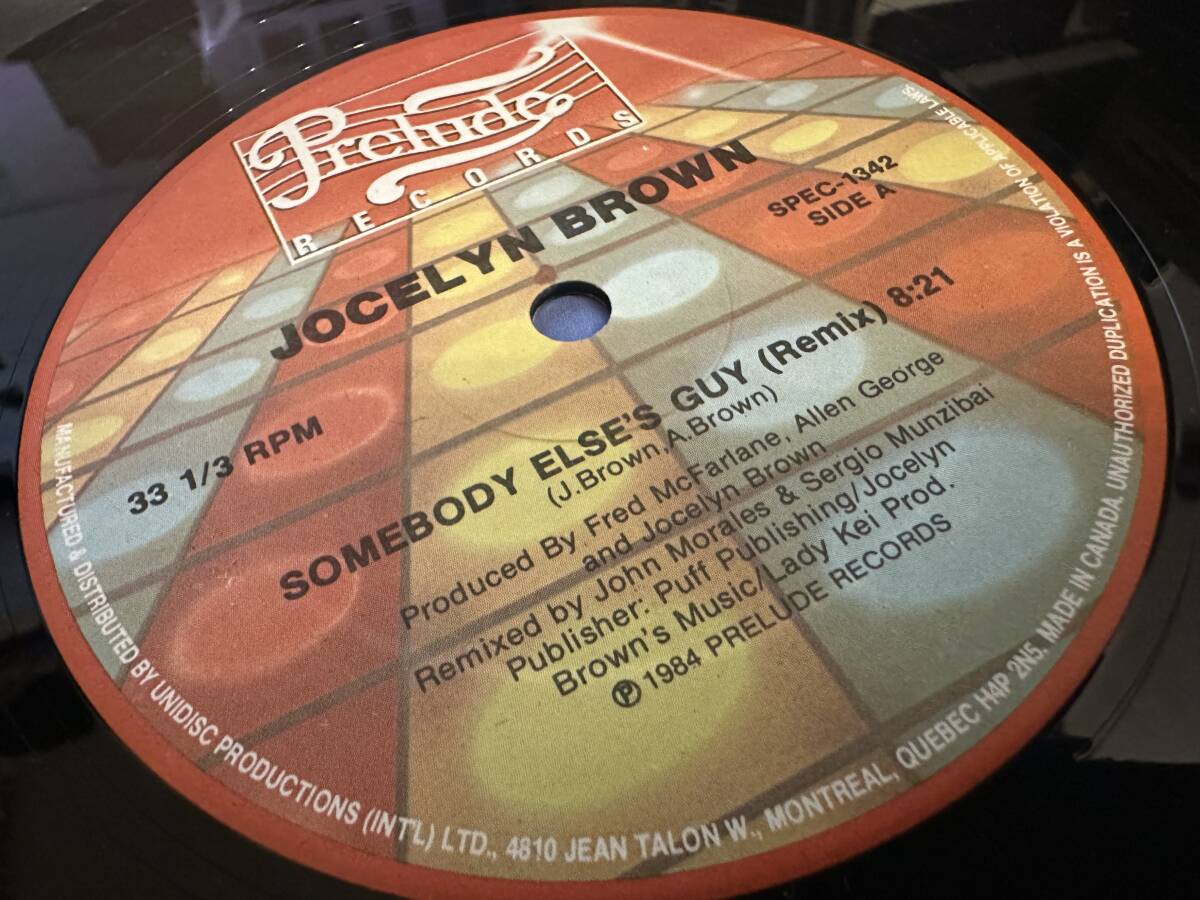 Prelude
RECORDS
JOCELYN BROWN
SPEC-1342
SIDE A
33 1/3 RPM
SOMEBODY ELSE'S GUY (Remix) 8:21
(J.Brown, A.Brown)
Produced By Fred McFarlane, Allen George
and Jocelyn Brown
Remixed by John Morales & Sergio Munzibai
Publisher: Puff Publishing/Jocelyn
Brown's Music/Lady Kei Prod.
℗ 1984 PRELUDE RECORDS
MANUFACTURED & DISTRIBUTED BY UNIDISC PRODUCTIONS (INT'L) LTD., 4810 JEAN TALON W., MONTREAL, QUEBEC H4P 2N5. MADE IN CANADA. UNAUTHORIZED DUPLICATION IS A VIOLATION OF APPLICABLE LAWS.